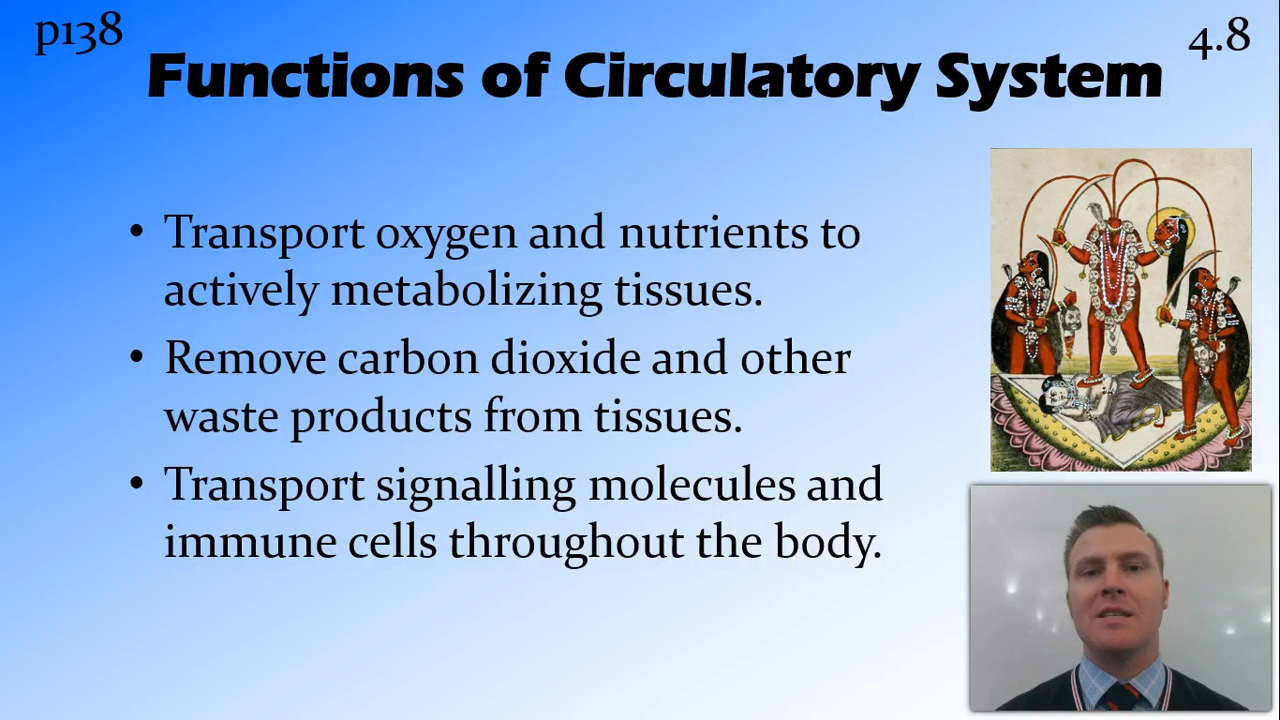 p138
4.8
Functions of Circulatory System
• Transport oxygen and nutrients to
actively metabolizing tissues.
• Remove carbon dioxide and other
waste products from tissues.
• Transport signalling molecules and
immune cells throughout the body.